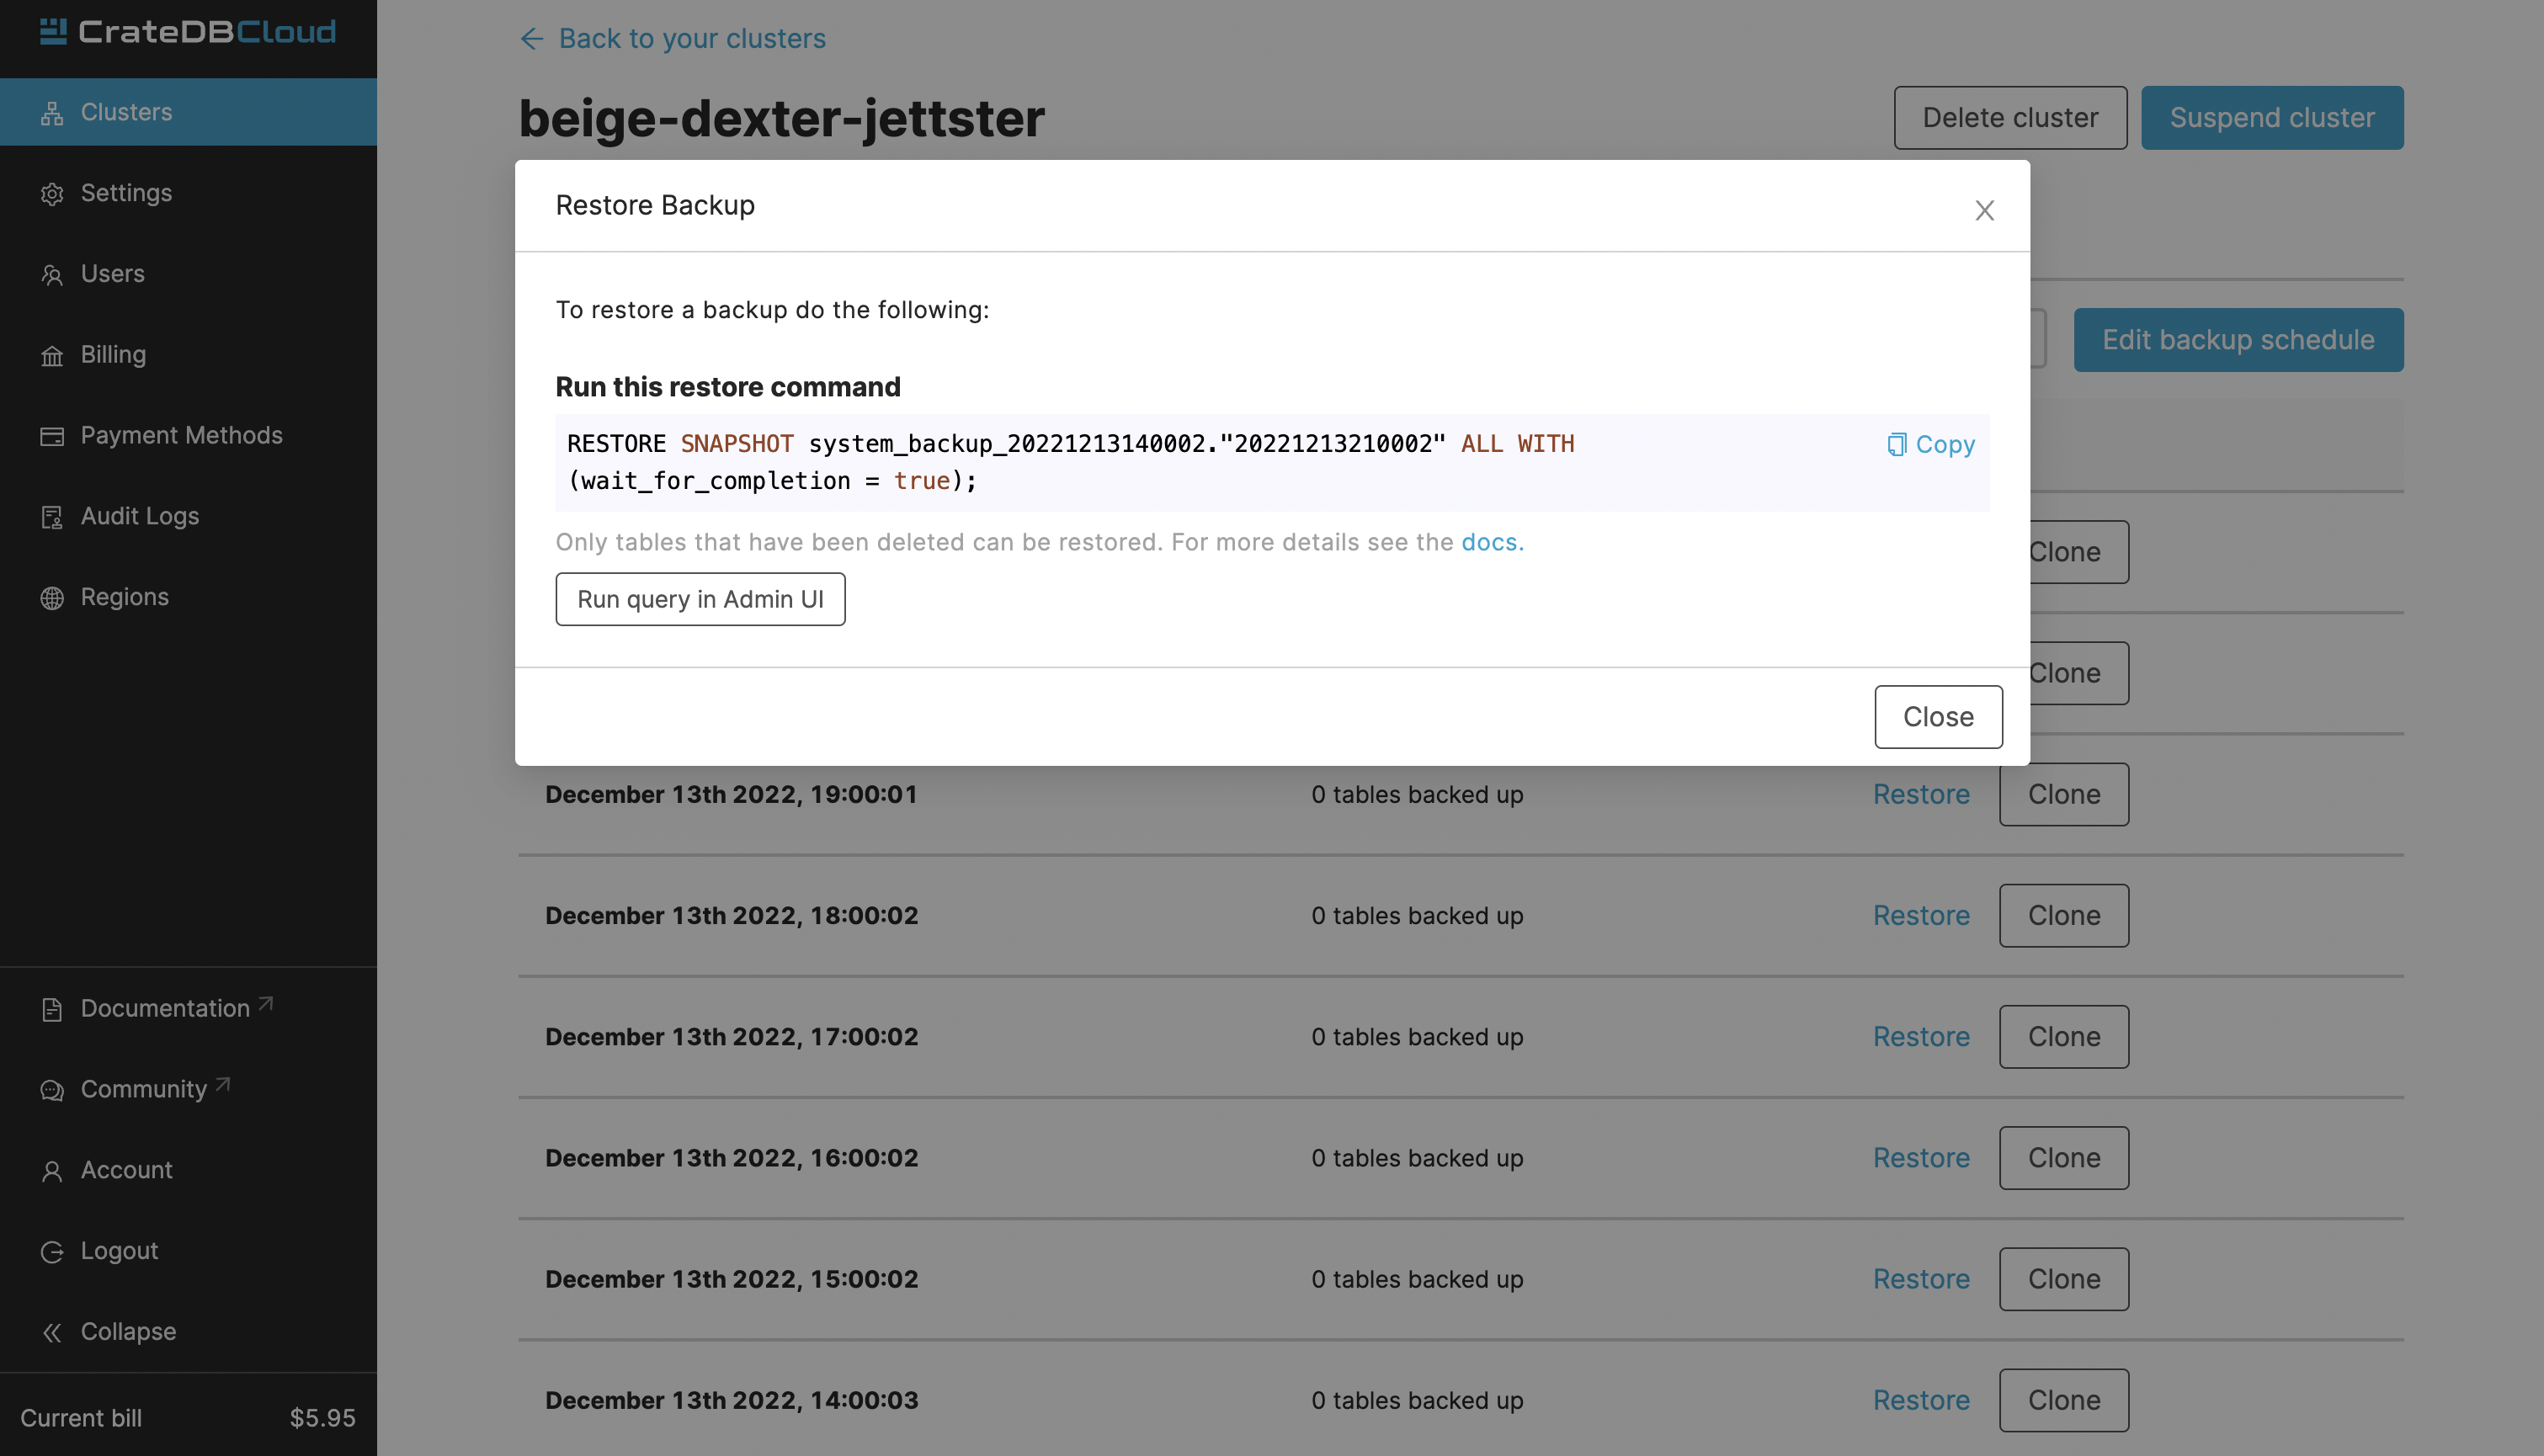 CrateDBCloud
Clusters
Settings
Users
Billing
Payment Methods
Audit Logs
Regions
Documentation
Community
Account
Logout
Collapse
Current bill $5.95
Back to your clusters
beige-dexter-jettster
Delete cluster
Suspend cluster
Edit backup schedule
Restore Backup
To restore a backup do the following:
Run this restore command
RESTORE SNAPSHOT system_backup_20221213140002."20221213210002" ALL WITH
(wait_for_completion = true);
Copy
Only tables that have been deleted can be restored. For more details see the docs.
Run query in Admin UI
Close
Clone
Clone
December 13th 2022, 19:00:01 0 tables backed up Restore Clone
December 13th 2022, 18:00:02 0 tables backed up Restore Clone
December 13th 2022, 17:00:02 0 tables backed up Restore Clone
December 13th 2022, 16:00:02 0 tables backed up Restore Clone
December 13th 2022, 15:00:02 0 tables backed up Restore Clone
December 13th 2022, 14:00:03 0 tables backed up Restore Clone